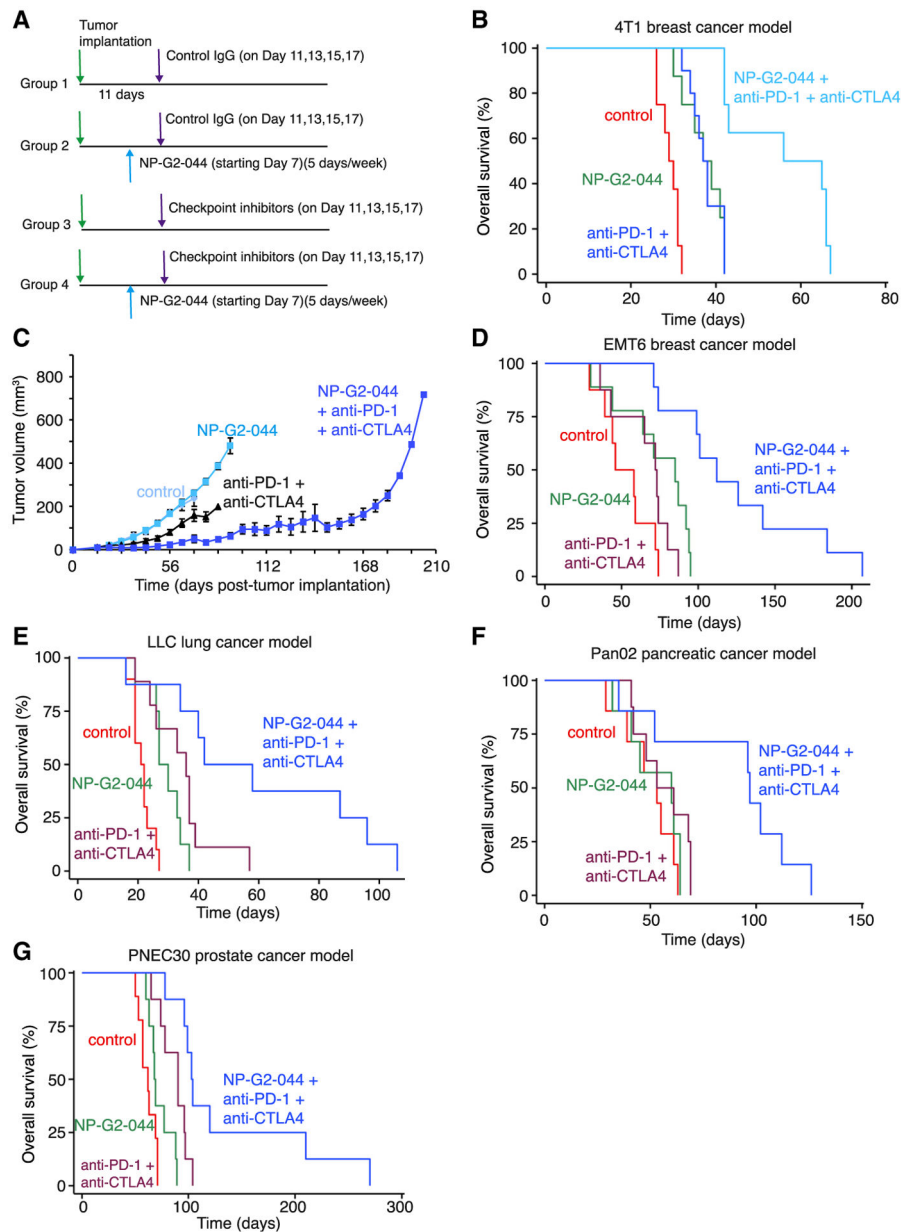 A
Tumor
implantation
Control IgG (on Day 11,13,15,17)
Group 1
11 days
Control IgG (on Day 11,13,15,17)
Group 2
NP-G2-044 (starting Day 7)(5 days/week)
Checkpoint inhibitors (on Day 11,13,15,17)
Group 3
Checkpoint inhibitors (on Day 11,13,15,17)
Group 4
NP-G2-044 (starting Day 7)(5 days/week)
B
4T1 breast cancer model
Overall survival (%)
100
80
60
40
20
0
NP-G2-044 +
anti-PD-1 + anti-CTLA4
control
NP-G2-044
anti-PD-1 +
anti-CTLA4
0 20 40 60 80
Time (days)
C
Tumor volume (mm³)
800
600
400
200
0
NP-G2-044
+ anti-PD-1
+ anti-CTLA4
NP-G2-044
control
anti-PD-1 +
anti-CTLA4
0 56 112 168 210
Time (days post-tumor implantation)
D
EMT6 breast cancer model
Overall survival (%)
100
75
50
25
0
control
NP-G2-044 +
anti-PD-1 +
anti-CTLA4
NP-G2-044
anti-PD-1 +
anti-CTLA4
0 50 100 150 200
Time (days)
E
LLC lung cancer model
Overall survival (%)
100
75
50
25
0
control
NP-G2-044 +
anti-PD-1 +
anti-CTLA4
NP-G2-044
anti-PD-1 +
anti-CTLA4
0 20 40 60 80 100
Time (days)
F
Pan02 pancreatic cancer model
Overall survival (%)
100
75
50
25
0
control
NP-G2-044 +
anti-PD-1 +
anti-CTLA4
NP-G2-044
anti-PD-1 +
anti-CTLA4
0 50 100 150
Time (days)
G
PNEC30 prostate cancer model
Overall survival (%)
100
75
50
25
0
control
NP-G2-044 +
anti-PD-1 +
anti-CTLA4
NP-G2-044
anti-PD-1 +
anti-CTLA4
0 100 200 300
Time (days)